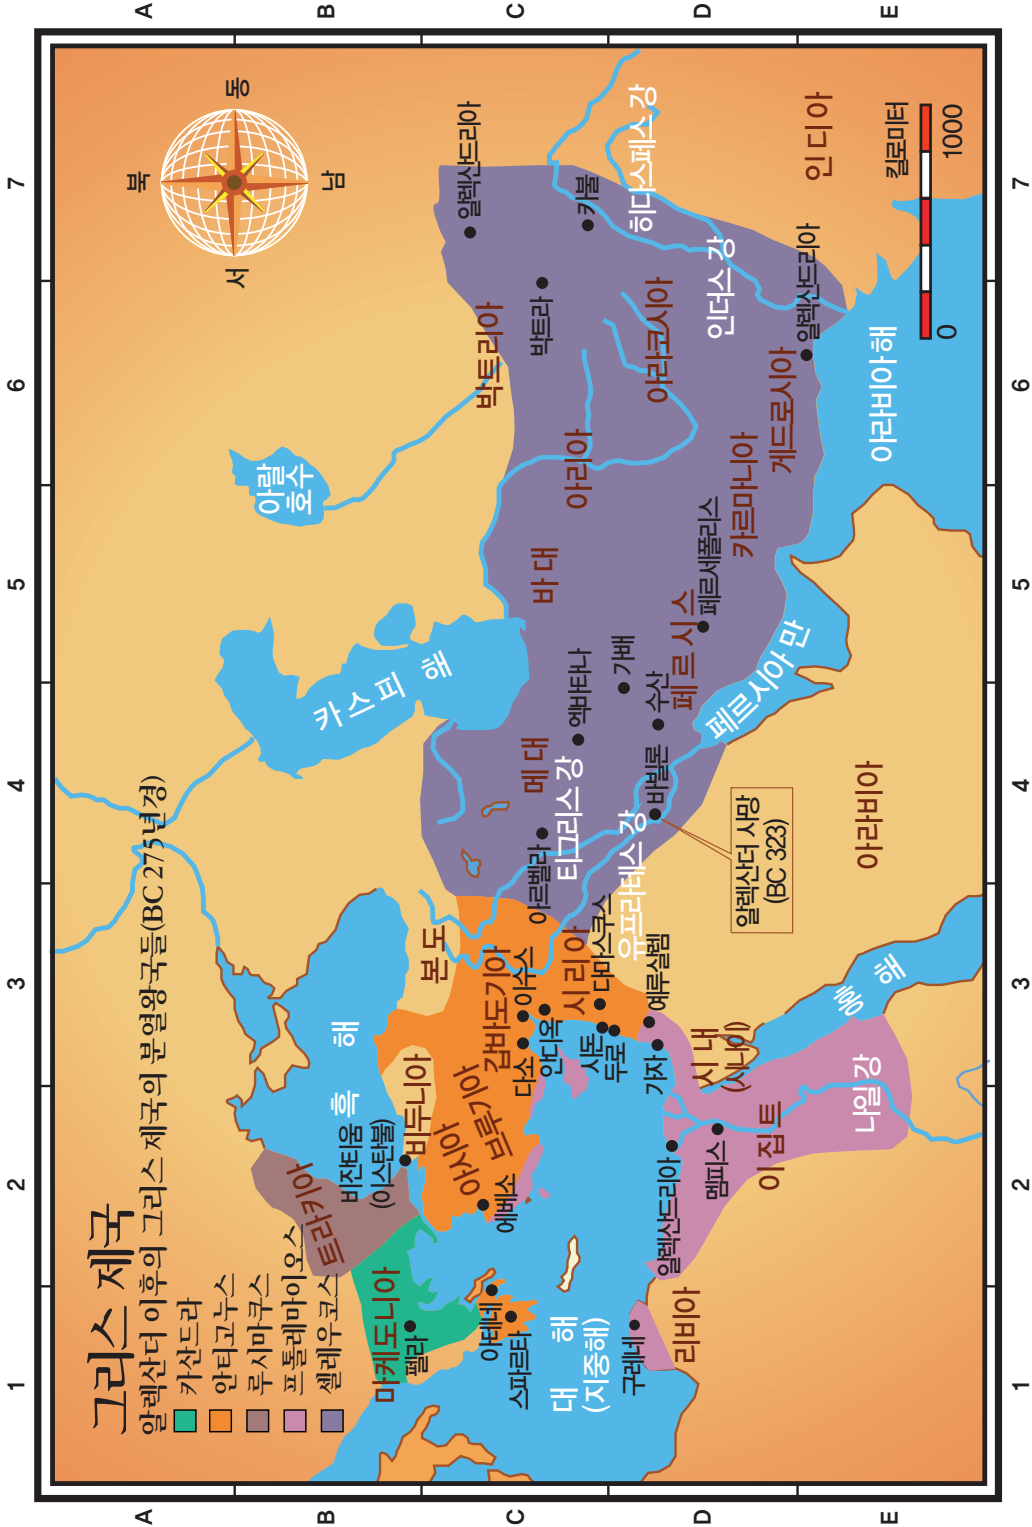 그리스 제국
알렉산더 이후의 그리스 제국의 분열왕국들(BC 275년경)
카산드라
안티고누스
루시마쿠스
프톨레마이오스
셀레우코스
1
2
3
4
5
6
7
A
B
C
D
E
A
B
C
D
E
1
2
3
4
5
6
7
북
서
동
남
아랄
호수
카스피 해
흑 해
트라키아
비잔티움
(이스탄불)
비두니아
본도
마케도니아
펠라
아테네
스파르타
아시아
브루기아
에베소
갑바도기아
다소
이수스
안디옥
시리아
다마스쿠스
시돈
두로
예루살렘
가자
시내
(시나이)
대 해
(지중해)
구레네
리비아
알렉산드리아
멤피스
이집트
나일강
홍 해
아라비아
아르벨라
티그리스 강
유프라테스 강
메대
엑바타나
가배
수산
바빌론
알렉산더 사망
(BC 323)
페르시스
페르세폴리스
페르시아 만
바대
아리아
카르마니아
게드로시아
아라코시아
박트리아
박트라
알렉산드리아
카불
히다스페스 강
인더스 강
알렉산드리아
인디아
아라비아 해
킬로미터
0
1000